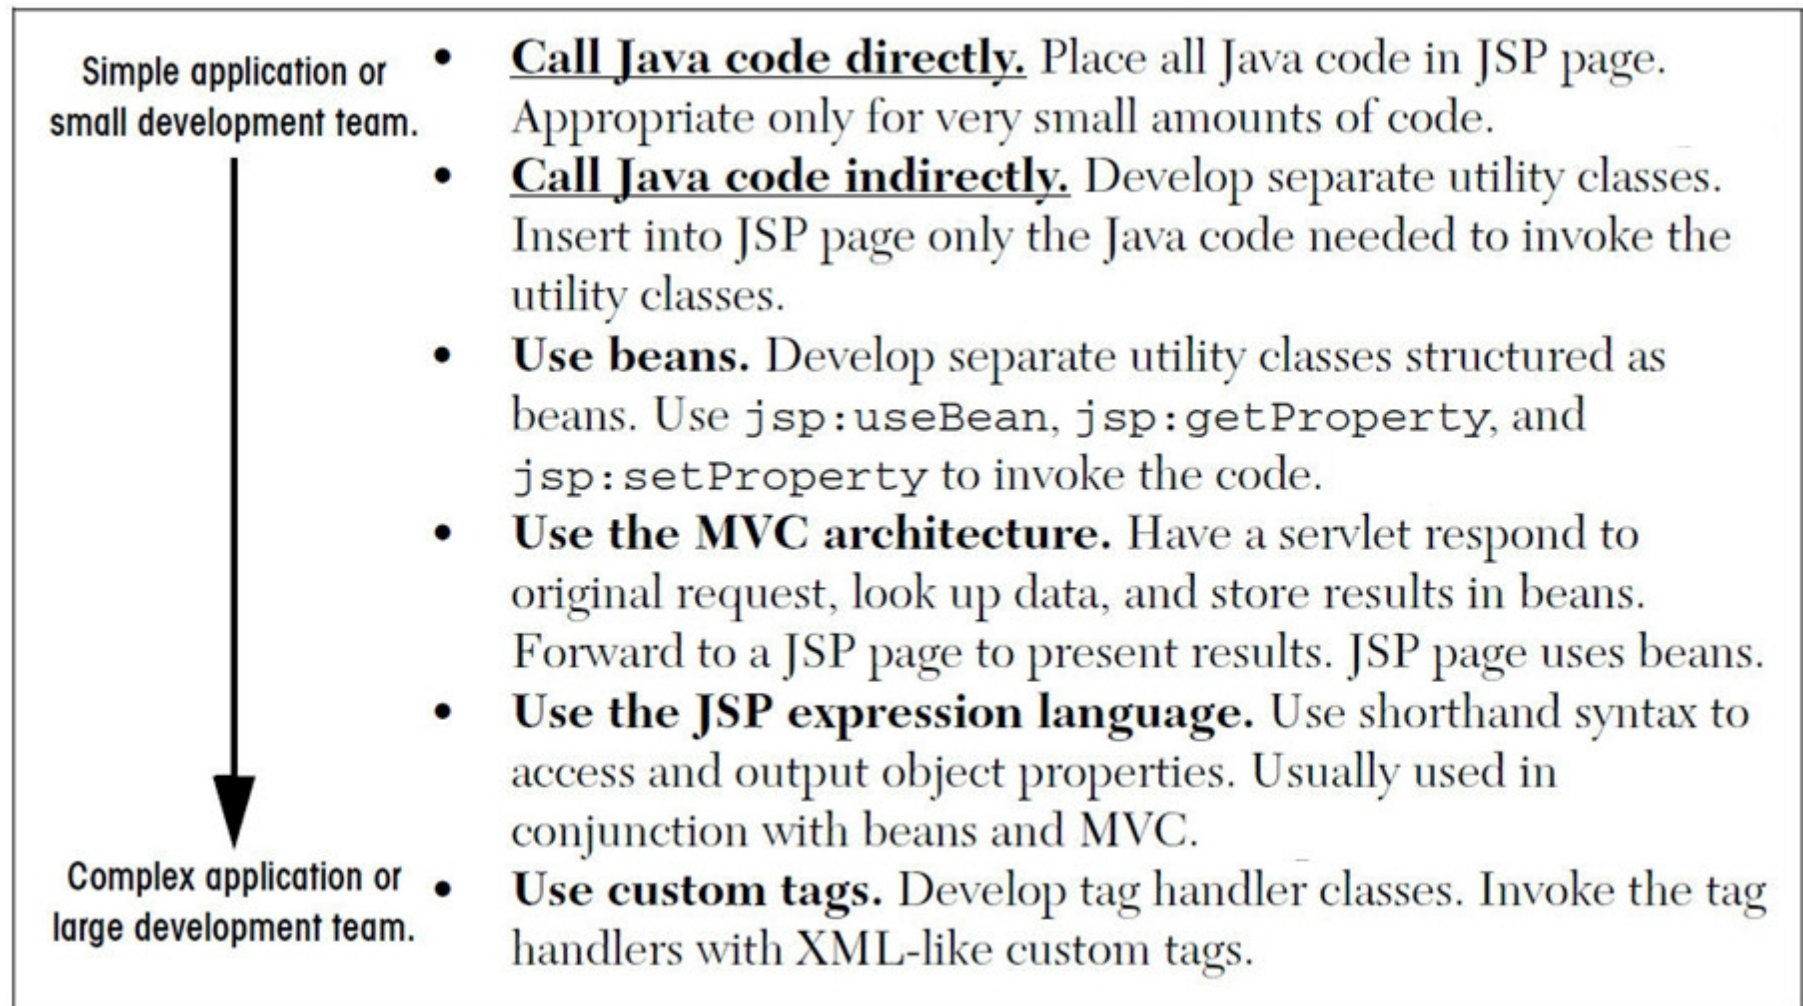 Simple application or
small development team.
• Call Java code directly. Place all Java code in JSP page.
Appropriate only for very small amounts of code.
• Call Java code indirectly. Develop separate utility classes.
Insert into JSP page only the Java code needed to invoke the
utility classes.
• Use beans. Develop separate utility classes structured as
beans. Use jsp:useBean, jsp:getProperty, and
jsp:setProperty to invoke the code.
• Use the MVC architecture. Have a servlet respond to
original request, look up data, and store results in beans.
Forward to a JSP page to present results. JSP page uses beans.
• Use the JSP expression language. Use shorthand syntax to
access and output object properties. Usually used in
conjunction with beans and MVC.
Complex application or
large development team.
• Use custom tags. Develop tag handler classes. Invoke the tag
handlers with XML-like custom tags.